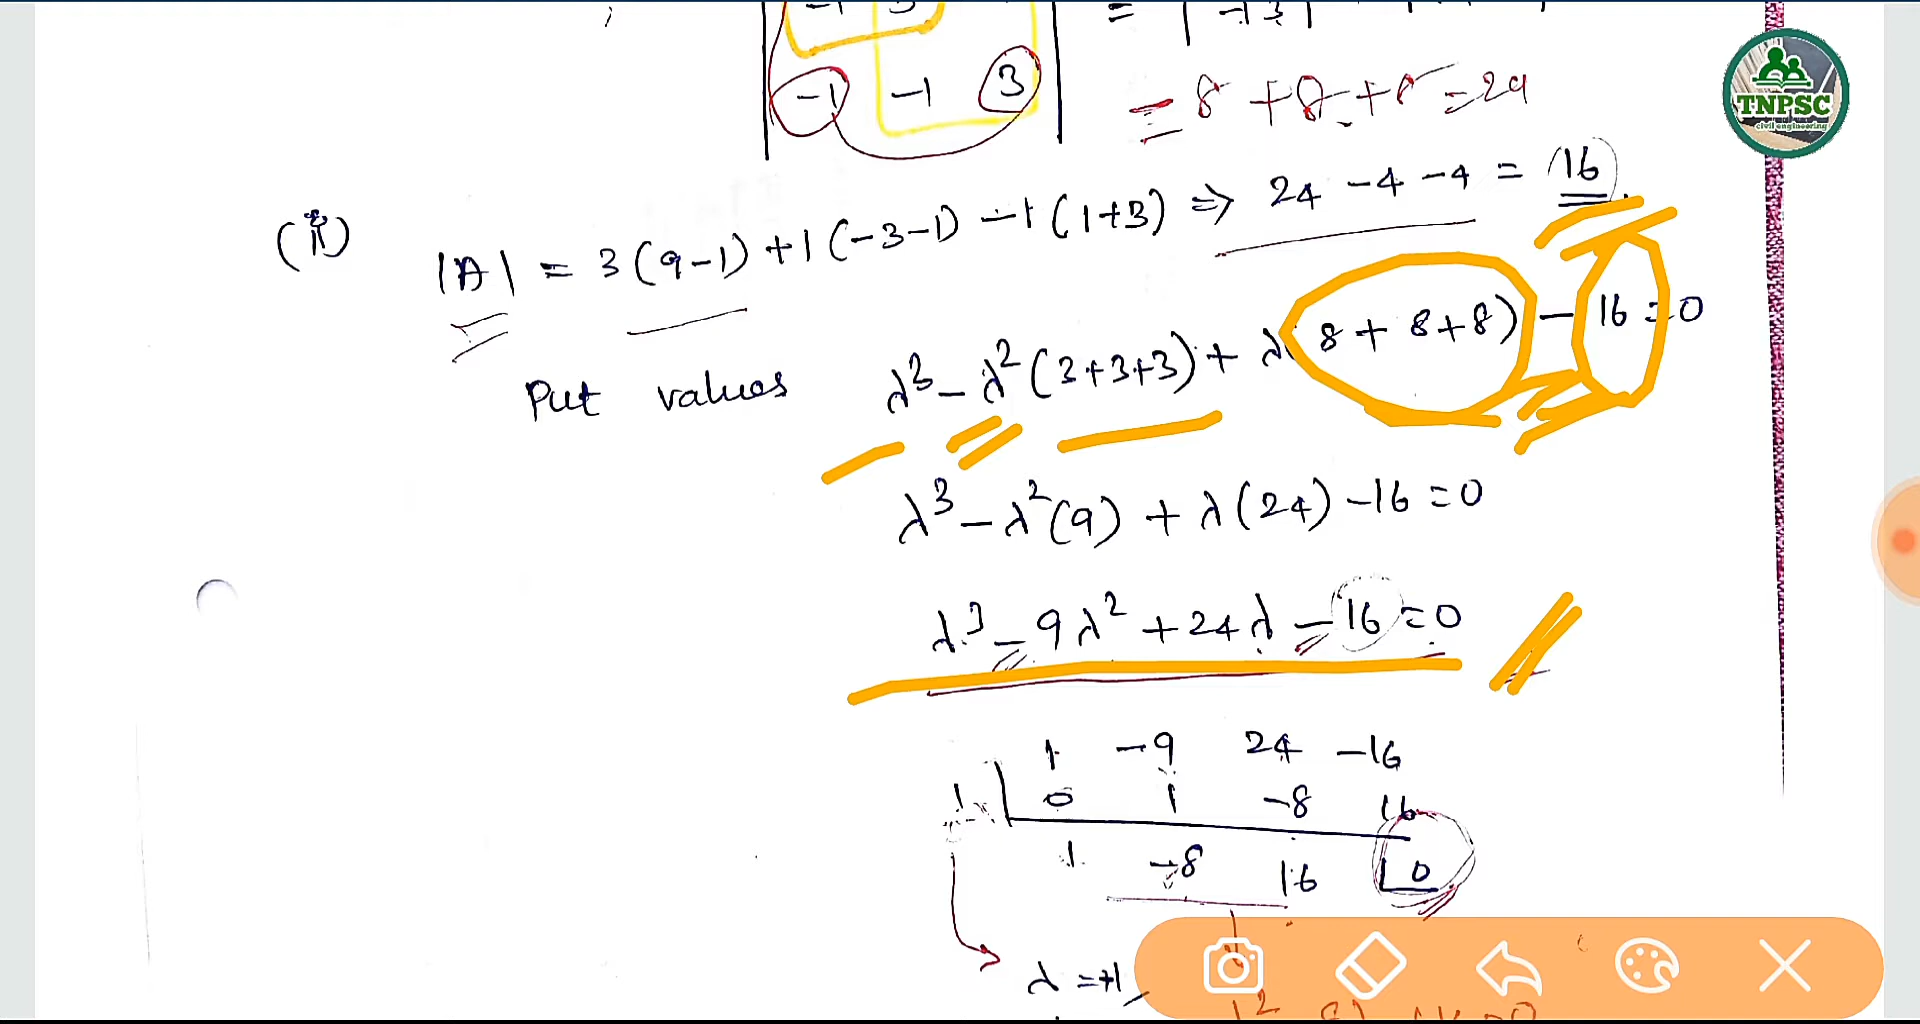 -1 -1 3
= 8 + 8 + 8 = 24
TNPSC
civil engineering
(ii) |A| = 3(9-1) +1(-3-1) -1(1+3) ⇒ 24 -4 -4 = 16
Put values λ³ - λ²(3+3+3) + λ(8+8+8) - 16 = 0
λ³ - λ²(9) + λ(24) - 16 = 0
λ³ - 9λ² + 24λ - 16 = 0
1 -9 24 -16
1 | 0 1 -8 16
1 -8 16 | 0
λ = +1,